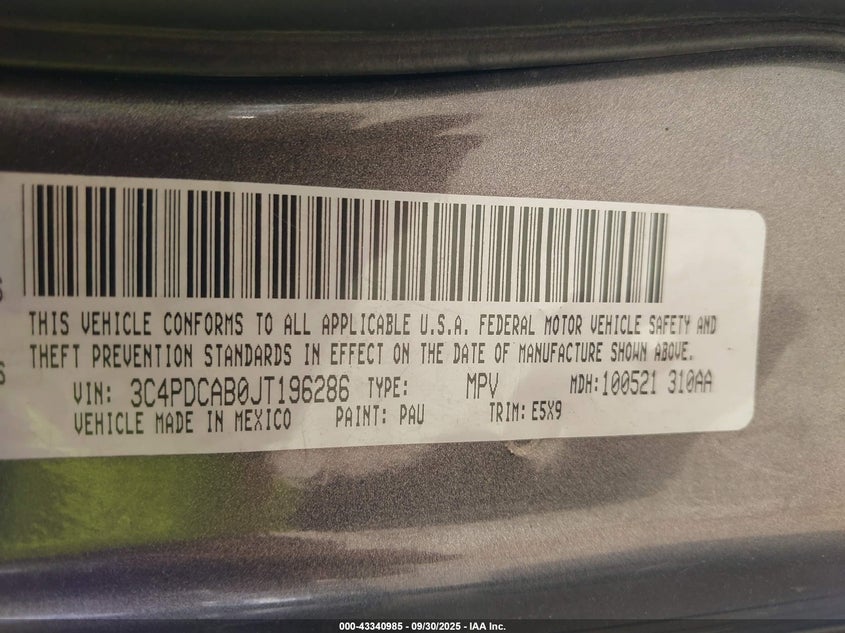 THIS VEHICLE CONFORMS TO ALL APPLICABLE U.S.A. FEDERAL MOTOR VEHICLE SAFETY AND
THEFT PREVENTION STANDARDS IN EFFECT ON THE DATE OF MANUFACTURE SHOWN ABOVE.
VIN: 3C4PDCAB0JT196286 TYPE: MPV MDH:100521 310AA
VEHICLE MADE IN MEXICO PAINT: PAU TRIM: E5X9
000-43340985 - 09/30/2025 - IAA Inc.